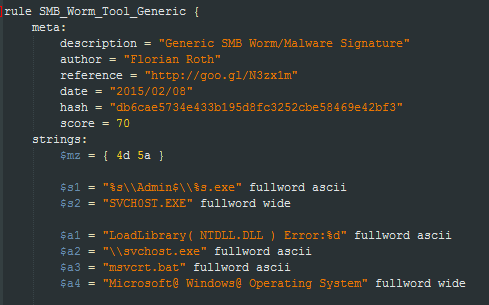 rule SMB_Worm_Tool_Generic {
meta:
description = "Generic SMB Worm/Malware Signature"
author = "Florian Roth"
reference = "http://goo.gl/N3zx1m"
date = "2015/02/08"
hash = "db6cae5734e433b195d8fc3252cbe58469e42bf3"
score = 70
strings:
$mz = { 4d 5a }
$s1 = "%s\\Admin$\\%s.exe" fullword ascii
$s2 = "SVCH0ST.EXE" fullword wide
$a1 = "LoadLibrary( NTDLL.DLL ) Error:%d" fullword ascii
$a2 = "\\svchost.exe" fullword ascii
$a3 = "msvcrt.bat" fullword ascii
$a4 = "Microsoft@ Windows@ Operating System" fullword wide